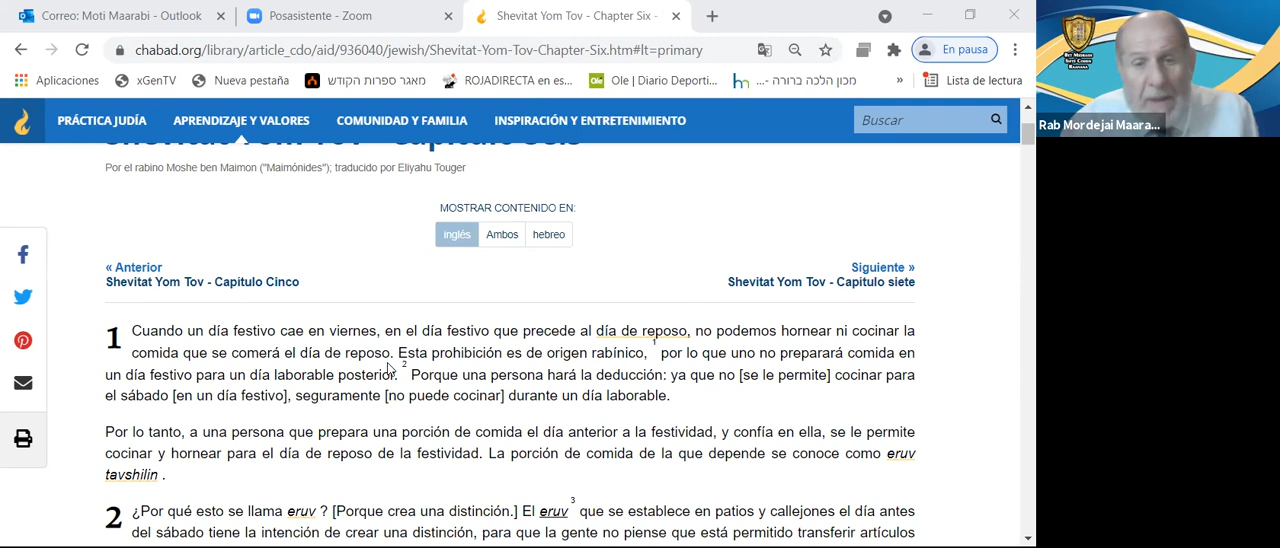 Correo: Moti Maarabi - Outlook
Posasistente - Zoom
Shevitat Yom Tov - Chapter Six -
chabad.org/library/article_cdo/aid/936040/jewish/Shevitat-Yom-Tov-Chapter-Six.htm#lt=primary
En pausa
Aplicaciones
xGenTV
Nueva pestaña
מאגר ספרות הקודש
ROJADIRECTA en es...
Ole
Ole | Diario Deporti...
hm
מכון הלכה ברורה -...
»
Lista de lectura
Rab Mordejai Maara...
PRÁCTICA JUDÍA
APRENDIZAJE Y VALORES
COMUNIDAD Y FAMILIA
INSPIRACIÓN Y ENTRETENIMIENTO
Buscar
Shevitat Yom Tov - Capitulo Seis
Por el rabino Moshe ben Maimon ("Maimónides"); traducido por Eliyahu Touger
MOSTRAR CONTENIDO EN:
inglés Ambos hebreo
« Anterior
Shevitat Yom Tov - Capitulo Cinco
Siguiente »
Shevitat Yom Tov - Capitulo siete
1 Cuando un día festivo cae en viernes, en el día festivo que precede al día de reposo, no podemos hornear ni cocinar la
comida que se comerá el día de reposo. Esta prohibición es de origen rabínico, 1 por lo que uno no preparará comida en
un día festivo para un día laborable posterior. 2 Porque una persona hará la deducción: ya que no [se le permite] cocinar para
el sábado [en un día festivo], seguramente [no puede cocinar] durante un día laborable.
Por lo tanto, a una persona que prepara una porción de comida el día anterior a la festividad, y confía en ella, se le permite
cocinar y hornear para el día de reposo de la festividad. La porción de comida de la que depende se conoce como eruv
tavshilin .
2 ¿Por qué esto se llama eruv ? [Porque crea una distinción.] El eruv 3 que se establece en patios y callejones el día antes
del sábado tiene la intención de crear una distinción, para que la gente no piense que está permitido transferir artículos